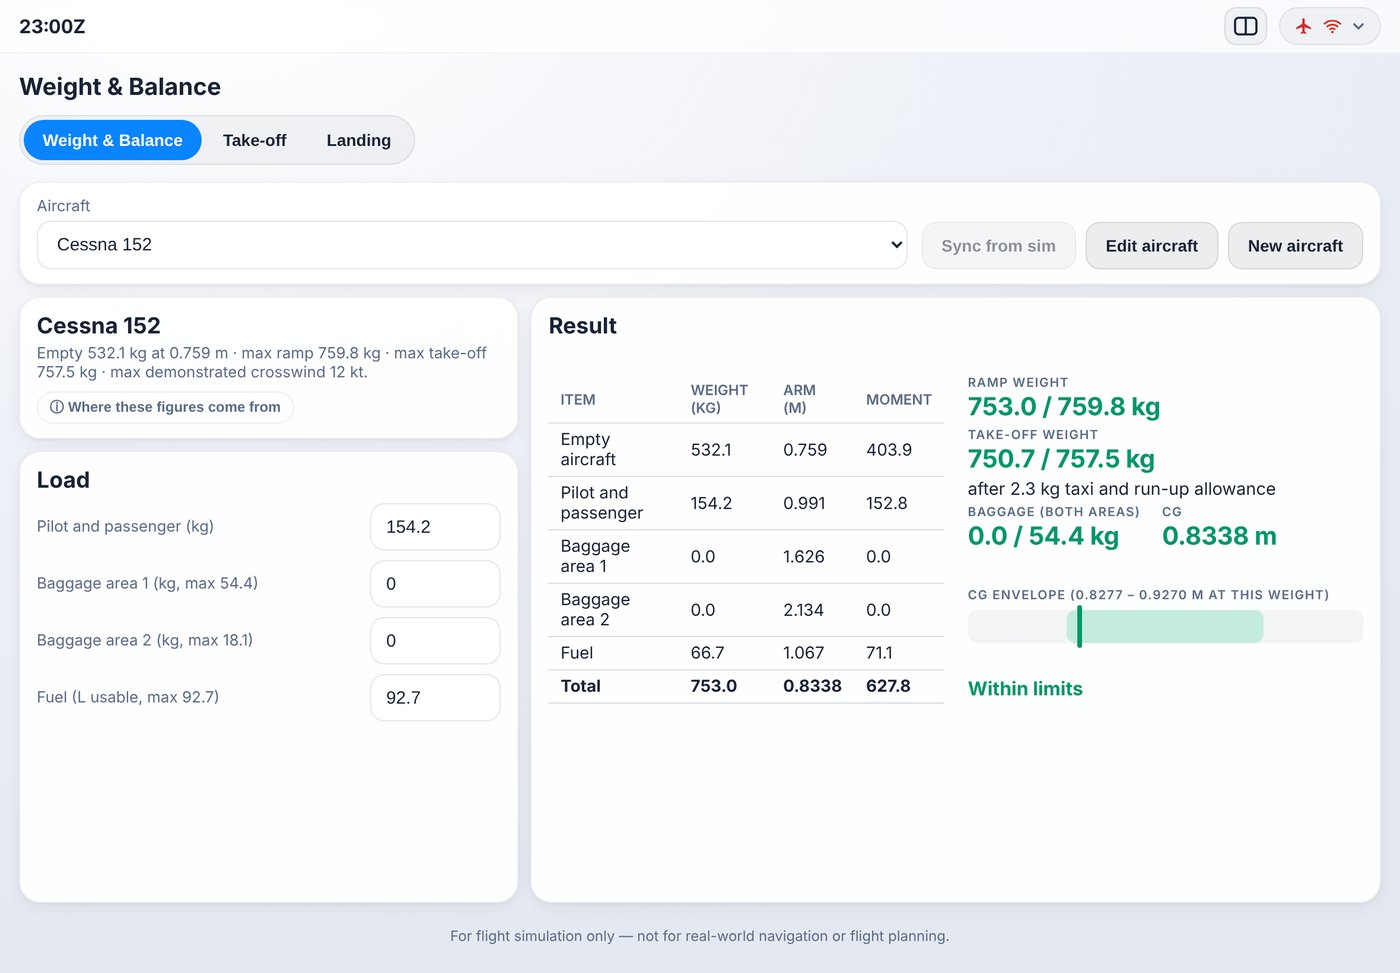 23:00Z
Weight & Balance
Weight & Balance
Take-off
Landing
Aircraft
Cessna 152
Sync from sim
Edit aircraft
New aircraft
Cessna 152
Empty 532.1 kg at 0.759 m · max ramp 759.8 kg · max take-off
757.5 kg · max demonstrated crosswind 12 kt.
Where these figures come from
Load
Pilot and passenger (kg)
154.2
Baggage area 1 (kg, max 54.4)
0
Baggage area 2 (kg, max 18.1)
0
Fuel (L usable, max 92.7)
92.7
Result
ITEM WEIGHT (KG) ARM (M) MOMENT
Empty aircraft 532.1 0.759 403.9
Pilot and passenger 154.2 0.991 152.8
Baggage area 1 0.0 1.626 0.0
Baggage area 2 0.0 2.134 0.0
Fuel 66.7 1.067 71.1
Total 753.0 0.8338 627.8
RAMP WEIGHT
753.0 / 759.8 kg
TAKE-OFF WEIGHT
750.7 / 757.5 kg
after 2.3 kg taxi and run-up allowance
BAGGAGE (BOTH AREAS)
0.0 / 54.4 kg
CG
0.8338 m
CG ENVELOPE (0.8277 – 0.9270 M AT THIS WEIGHT)
Within limits
For flight simulation only — not for real-world navigation or flight planning.